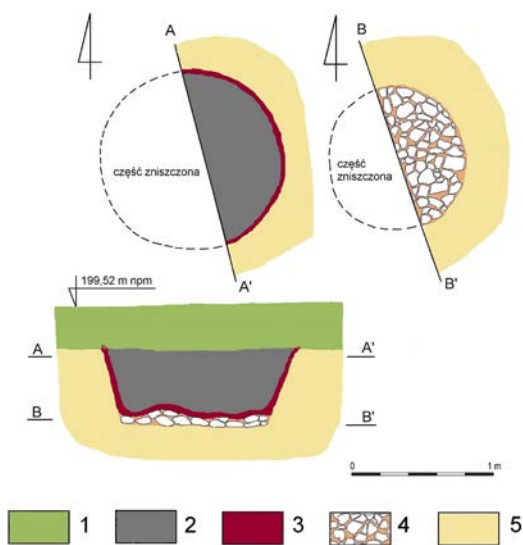 A
B
część zniszczona
część
zniszczona
A'
B'
199,52 m npm
A
A'
B
B'
0
1 m
1
2
3
4
5